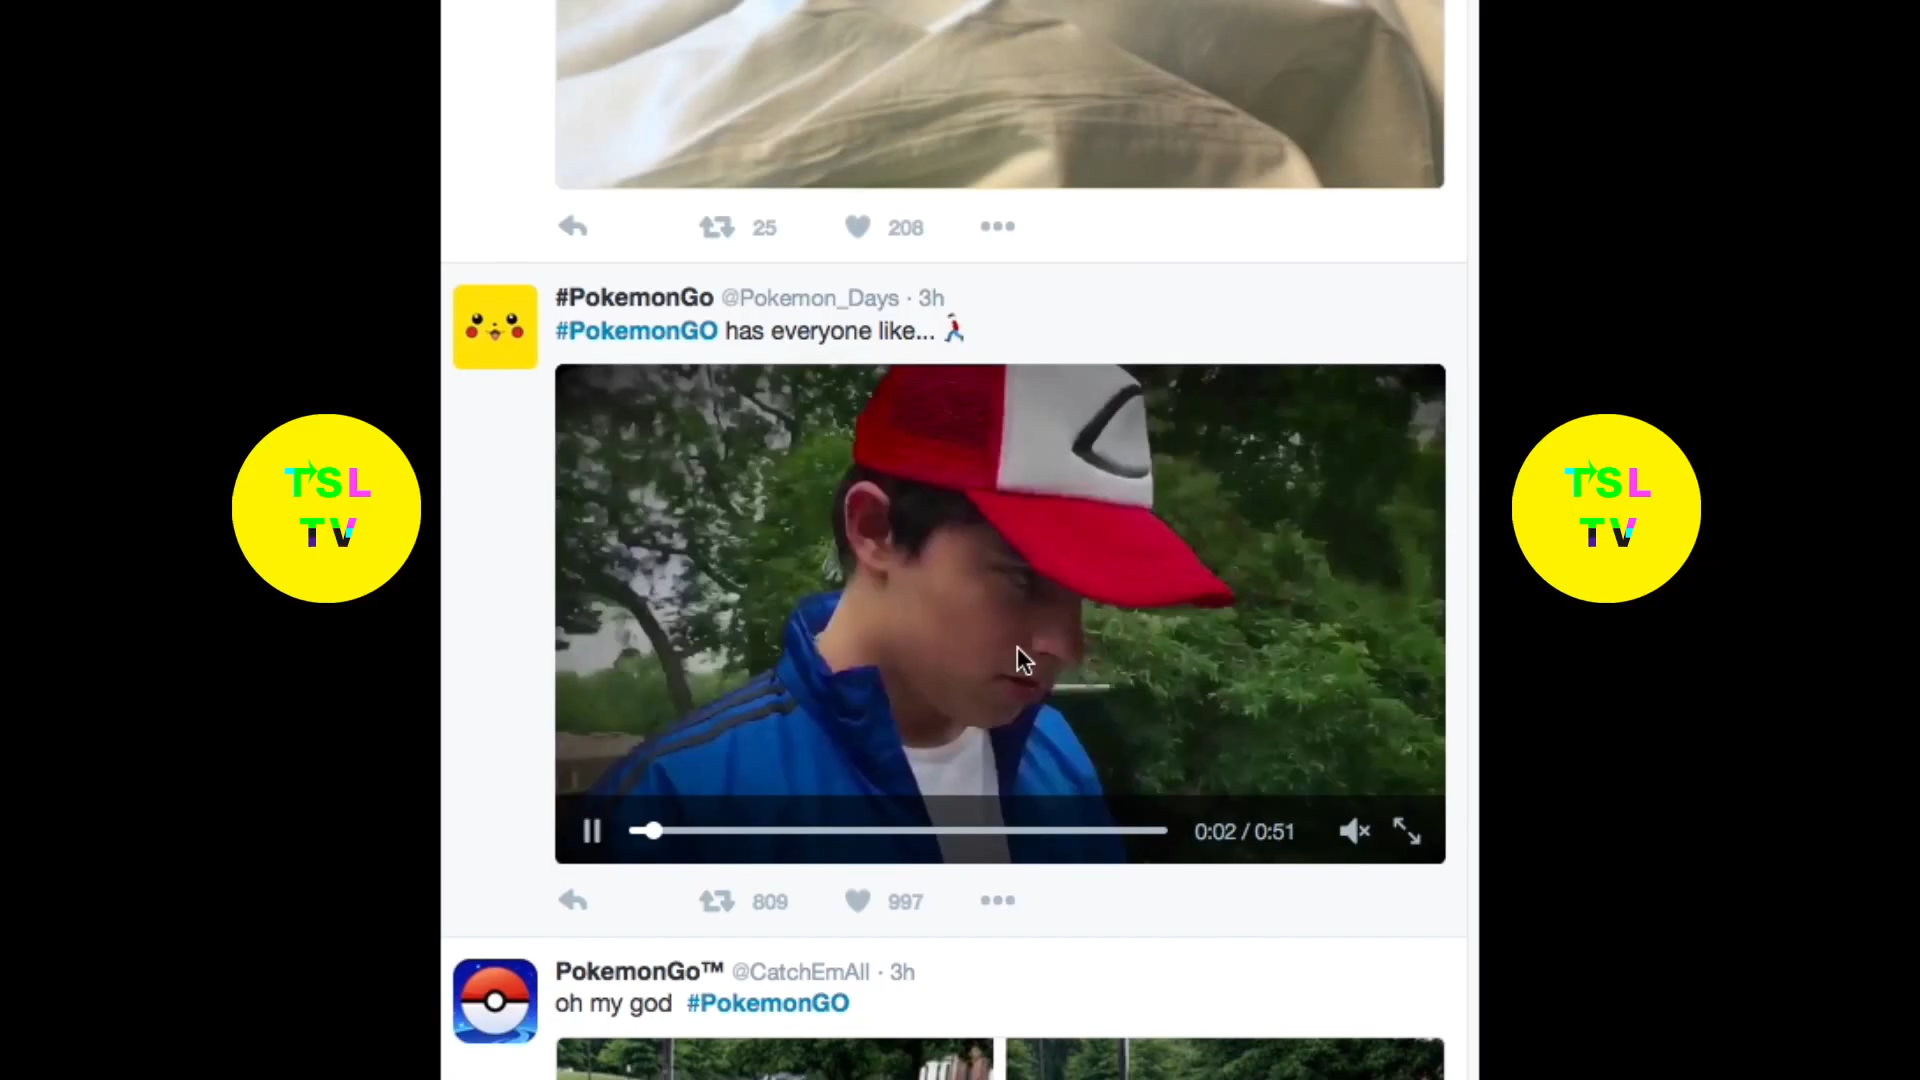 25
208
#PokemonGo @Pokemon_Days · 3h
#PokemonGO has everyone like...
TSL
TV
TSL
TV
0:02 / 0:51
809
997
PokemonGo™ @CatchEmAll · 3h
oh my god #PokemonGO